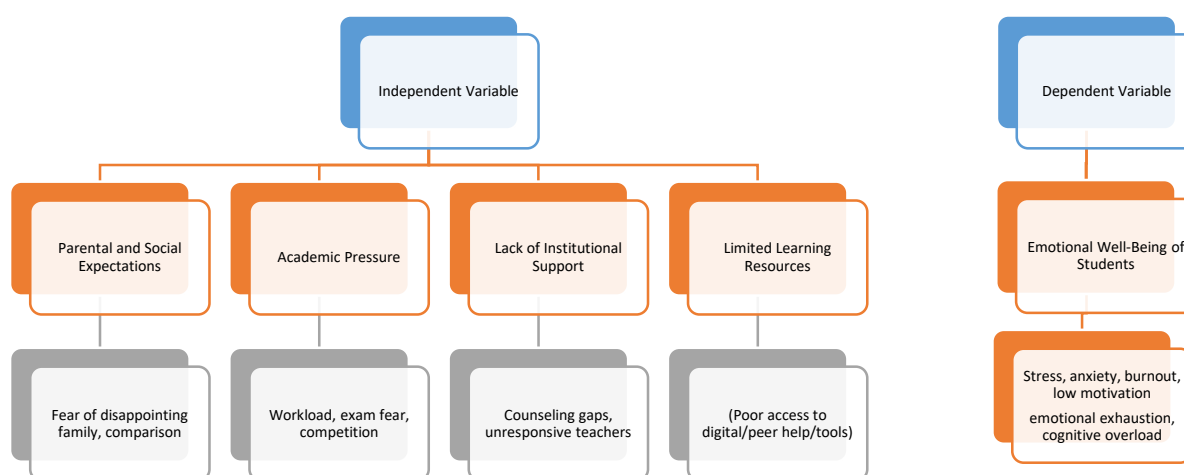 Independent Variable
Dependent Variable
Parental and Social
Expectations
Academic Pressure
Lack of Institutional
Support
Limited Learning
Resources
Emotional Well-Being of
Students
Fear of disappointing
family, comparison
Workload, exam fear,
competition
Counseling gaps,
unresponsive teachers
(Poor access to
digital/peer help/tools)
Stress, anxiety, burnout,
low motivation
emotional exhaustion,
cognitive overload